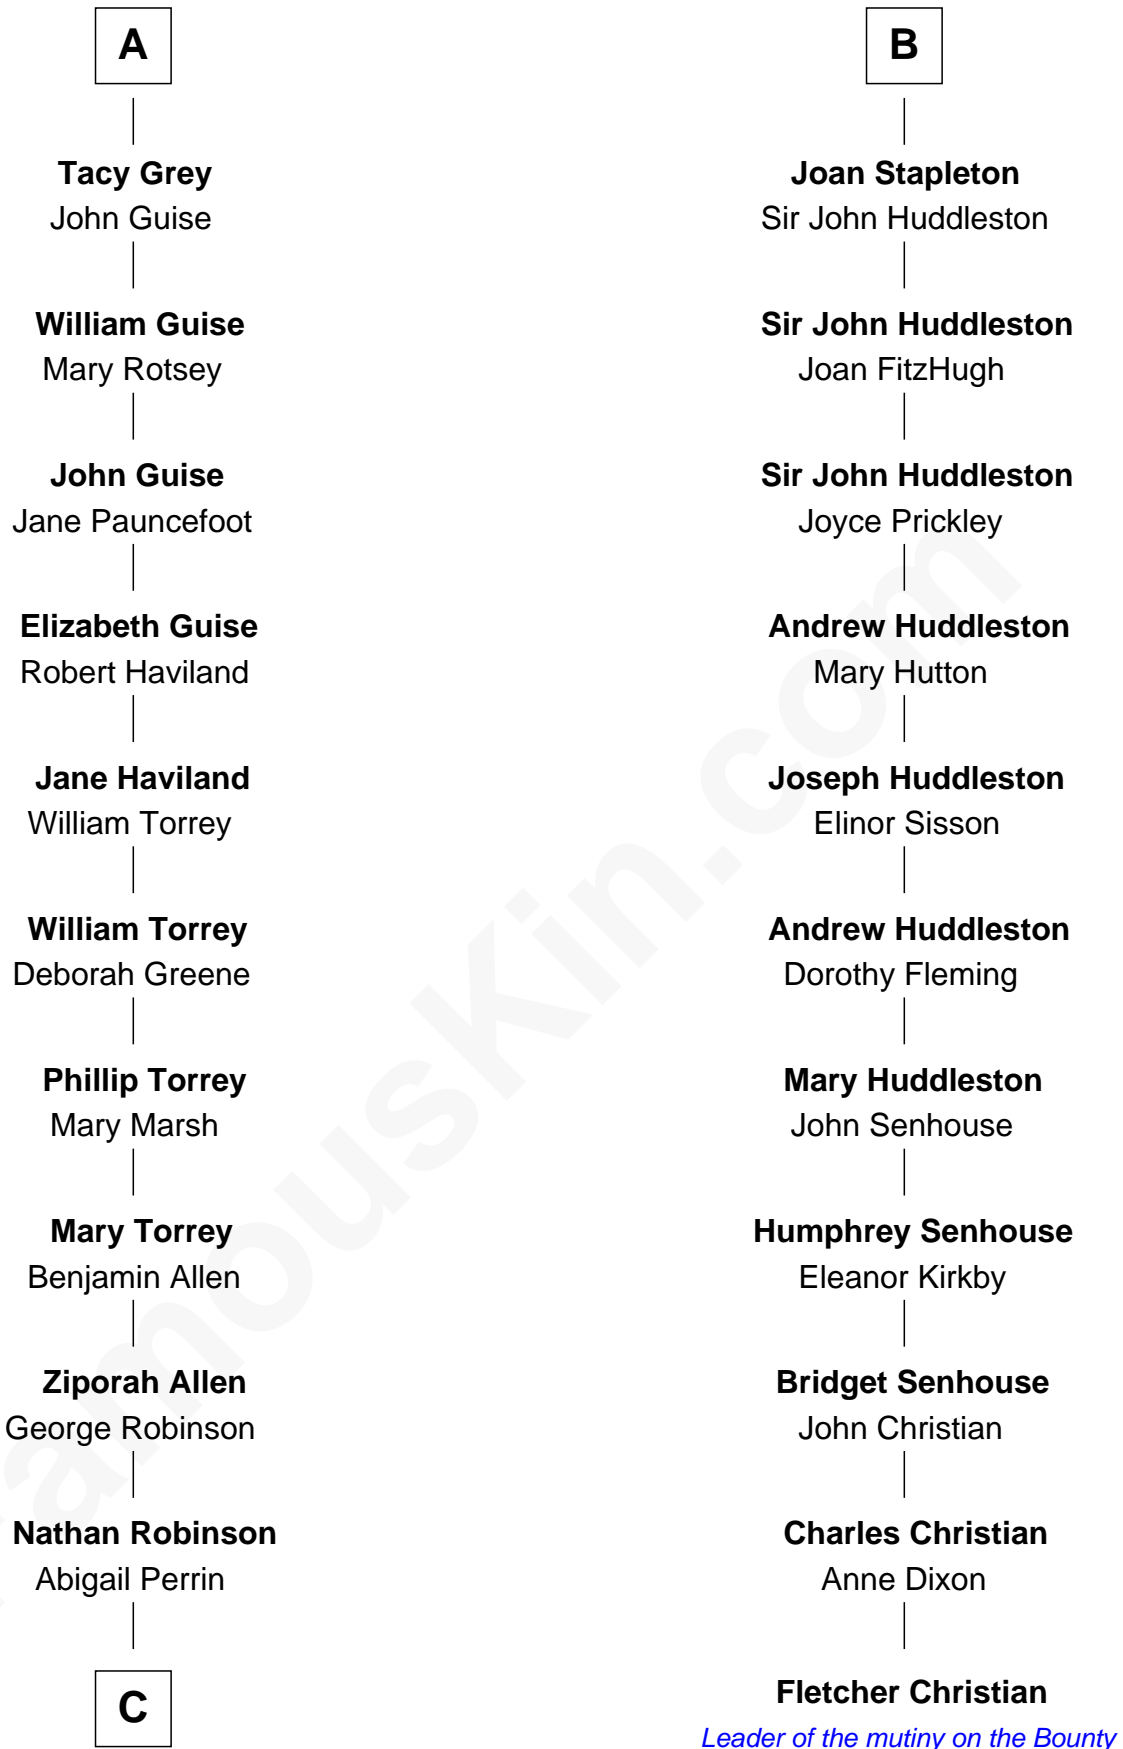 A
Tacy Grey
John Guise
William Guise
Mary Rotsey
John Guise
Jane Pauncefoot
Elizabeth Guise
Robert Haviland
Jane Haviland
William Torrey
William Torrey
Deborah Greene
Phillip Torrey
Mary Marsh
Mary Torrey
Benjamin Allen
Ziporah Allen
George Robinson
Nathan Robinson
Abigail Perrin
C
B
Joan Stapleton
Sir John Huddleston
Sir John Huddleston
Joan FitzHugh
Sir John Huddleston
Joyce Prickley
Andrew Huddleston
Mary Hutton
Joseph Huddleston
Elinor Sisson
Andrew Huddleston
Dorothy Fleming
Mary Huddleston
John Senhouse
Humphrey Senhouse
Eleanor Kirkby
Bridget Senhouse
John Christian
Charles Christian
Anne Dixon
Fletcher Christian
Leader of the mutiny on the Bounty
FamousKin.com